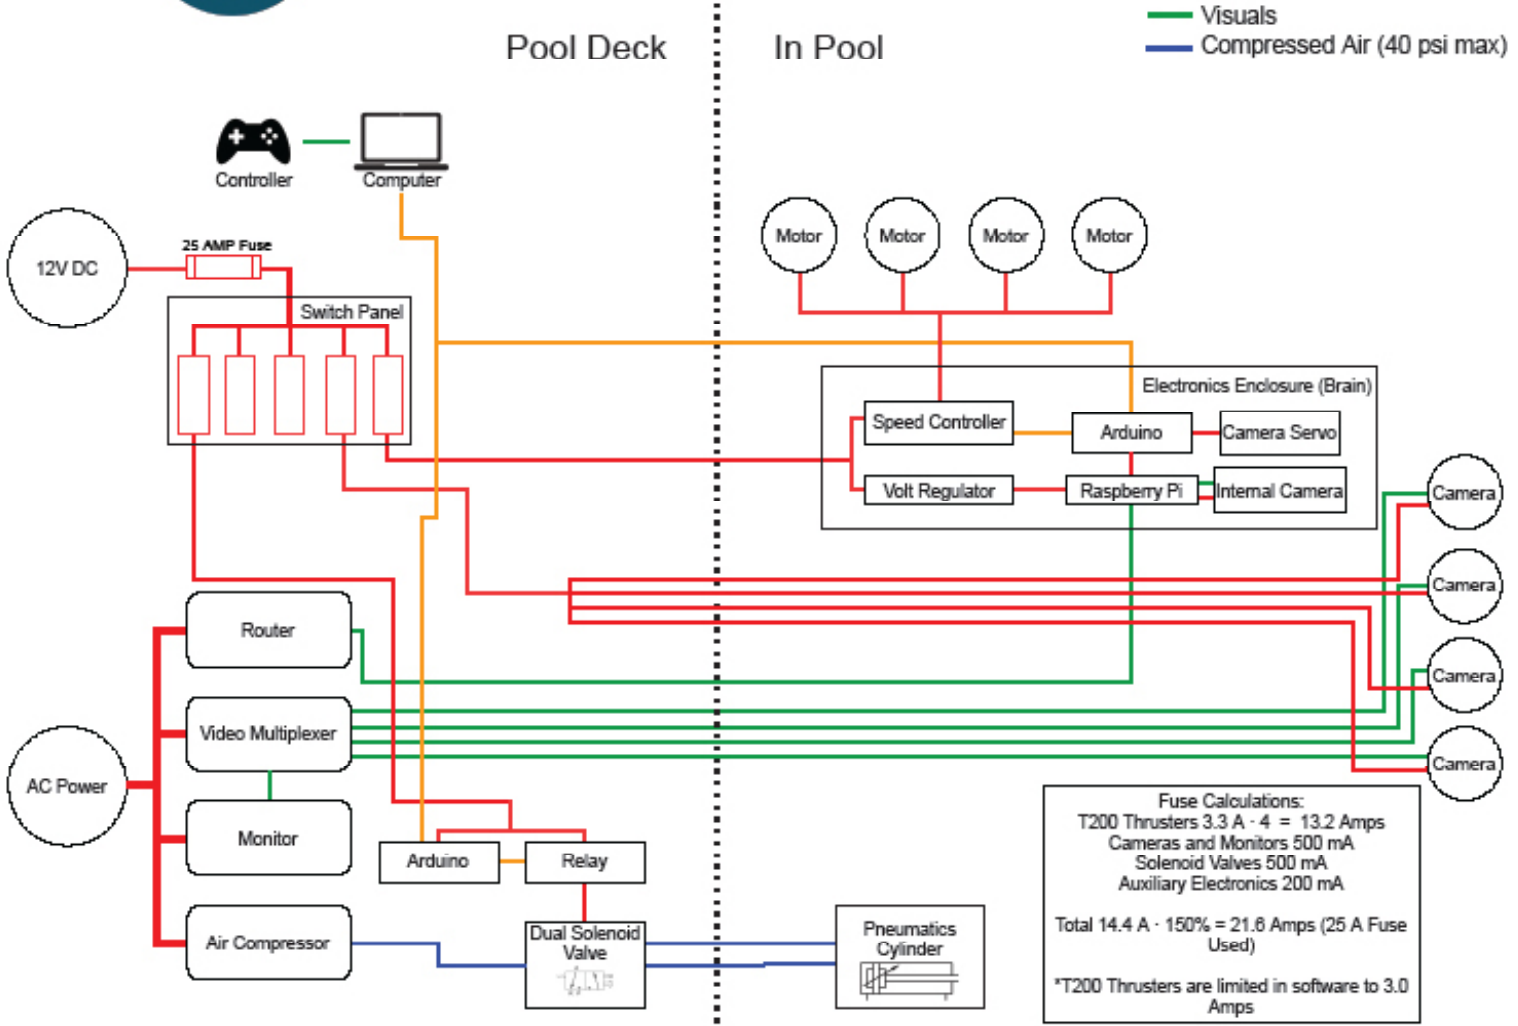 Visuals
Compressed Air (40 psi max)
Pool Deck
In Pool
Controller
Computer
12V DC
25 AMP Fuse
Switch Panel
Motor
Motor
Motor
Motor
Electronics Enclosure (Brain)
Speed Controller
Arduino
Camera Servo
Volt Regulator
Raspberry Pi
Internal Camera
Camera
Camera
Camera
Camera
Router
Video Multiplexer
AC Power
Monitor
Arduino
Relay
Air Compressor
Dual Solenoid
Valve
Pneumatics
Cylinder
Fuse Calculations:
T200 Thrusters 3.3 A · 4 = 13.2 Amps
Cameras and Monitors 500 mA
Solenoid Valves 500 mA
Auxiliary Electronics 200 mA
Total 14.4 A · 150% = 21.6 Amps (25 A Fuse
Used)
*T200 Thrusters are limited in software to 3.0
Amps